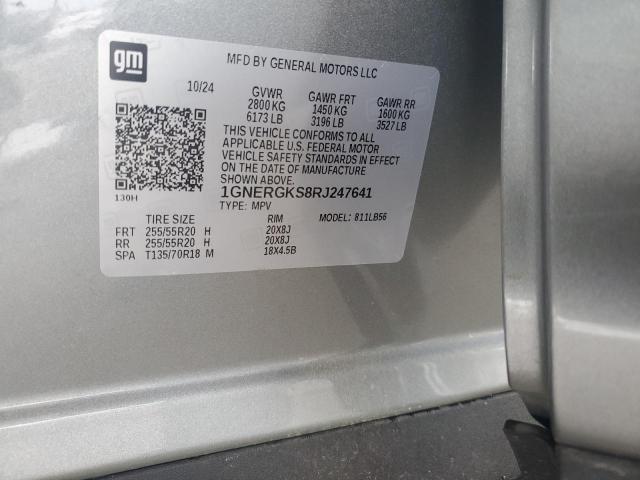 gm
MFD BY GENERAL MOTORS LLC
10/24
GVWR GAWR FRT GAWR RR
2800 KG 1450 KG 1600 KG
6173 LB 3196 LB 3527 LB
THIS VEHICLE CONFORMS TO ALL
APPLICABLE U.S. FEDERAL MOTOR
VEHICLE SAFETY STANDARDS IN EFFECT
ON THE DATE OF MANUFACTURE
SHOWN ABOVE.
130H
1GNERGKS8RJ247641
TYPE: MPV MODEL: 811LB56
TIRE SIZE RIM
FRT 255/55R20 H 20X8J
RR 255/55R20 H 20X8J
SPA T135/70R18 M 18X4.5B